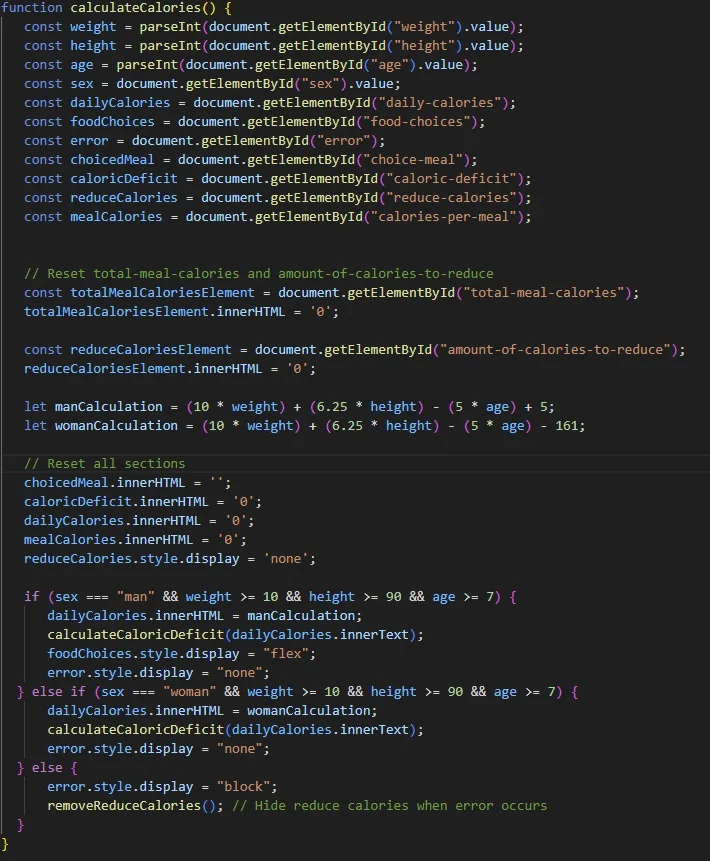 function calculateCalories() {
    const weight = parseInt(document.getElementById("weight").value);
    const height = parseInt(document.getElementById("height").value);
    const age = parseInt(document.getElementById("age").value);
    const sex = document.getElementById("sex").value;
    const dailyCalories = document.getElementById("daily-calories");
    const foodChoices = document.getElementById("food-choices");
    const error = document.getElementById("error");
    const choicedMeal = document.getElementById("choice-meal");
    const caloricDeficit = document.getElementById("caloric-deficit");
    const reduceCalories = document.getElementById("reduce-calories");
    const mealCalories = document.getElementById("calories-per-meal");
    // Reset total-meal-calories and amount-of-calories-to-reduce
    const totalMealCaloriesElement = document.getElementById("total-meal-calories");
    totalMealCaloriesElement.innerHTML = '0';
    const reduceCaloriesElement = document.getElementById("amount-of-calories-to-reduce");
    reduceCaloriesElement.innerHTML = '0';
    let manCalculation = (10 * weight) + (6.25 * height) - (5 * age) + 5;
    let womanCalculation = (10 * weight) + (6.25 * height) - (5 * age) - 161;
    // Reset all sections
    choicedMeal.innerHTML = '';
    caloricDeficit.innerHTML = '0';
    dailyCalories.innerHTML = '0';
    mealCalories.innerHTML = '0';
    reduceCalories.style.display = 'none';
    if (sex === "man" && weight >= 10 && height >= 90 && age >= 7) {
        dailyCalories.innerHTML = manCalculation;
        calculateCaloricDeficit(dailyCalories.innerText);
        foodChoices.style.display = "flex";
        error.style.display = "none";
    } else if (sex === "woman" && weight >= 10 && height >= 90 && age >= 7) {
        dailyCalories.innerHTML = womanCalculation;
        calculateCaloricDeficit(dailyCalories.innerText);
        error.style.display = "none";
    } else {
        error.style.display = "block";
        removeReduceCalories(); // Hide reduce calories when error occurs
    }
}